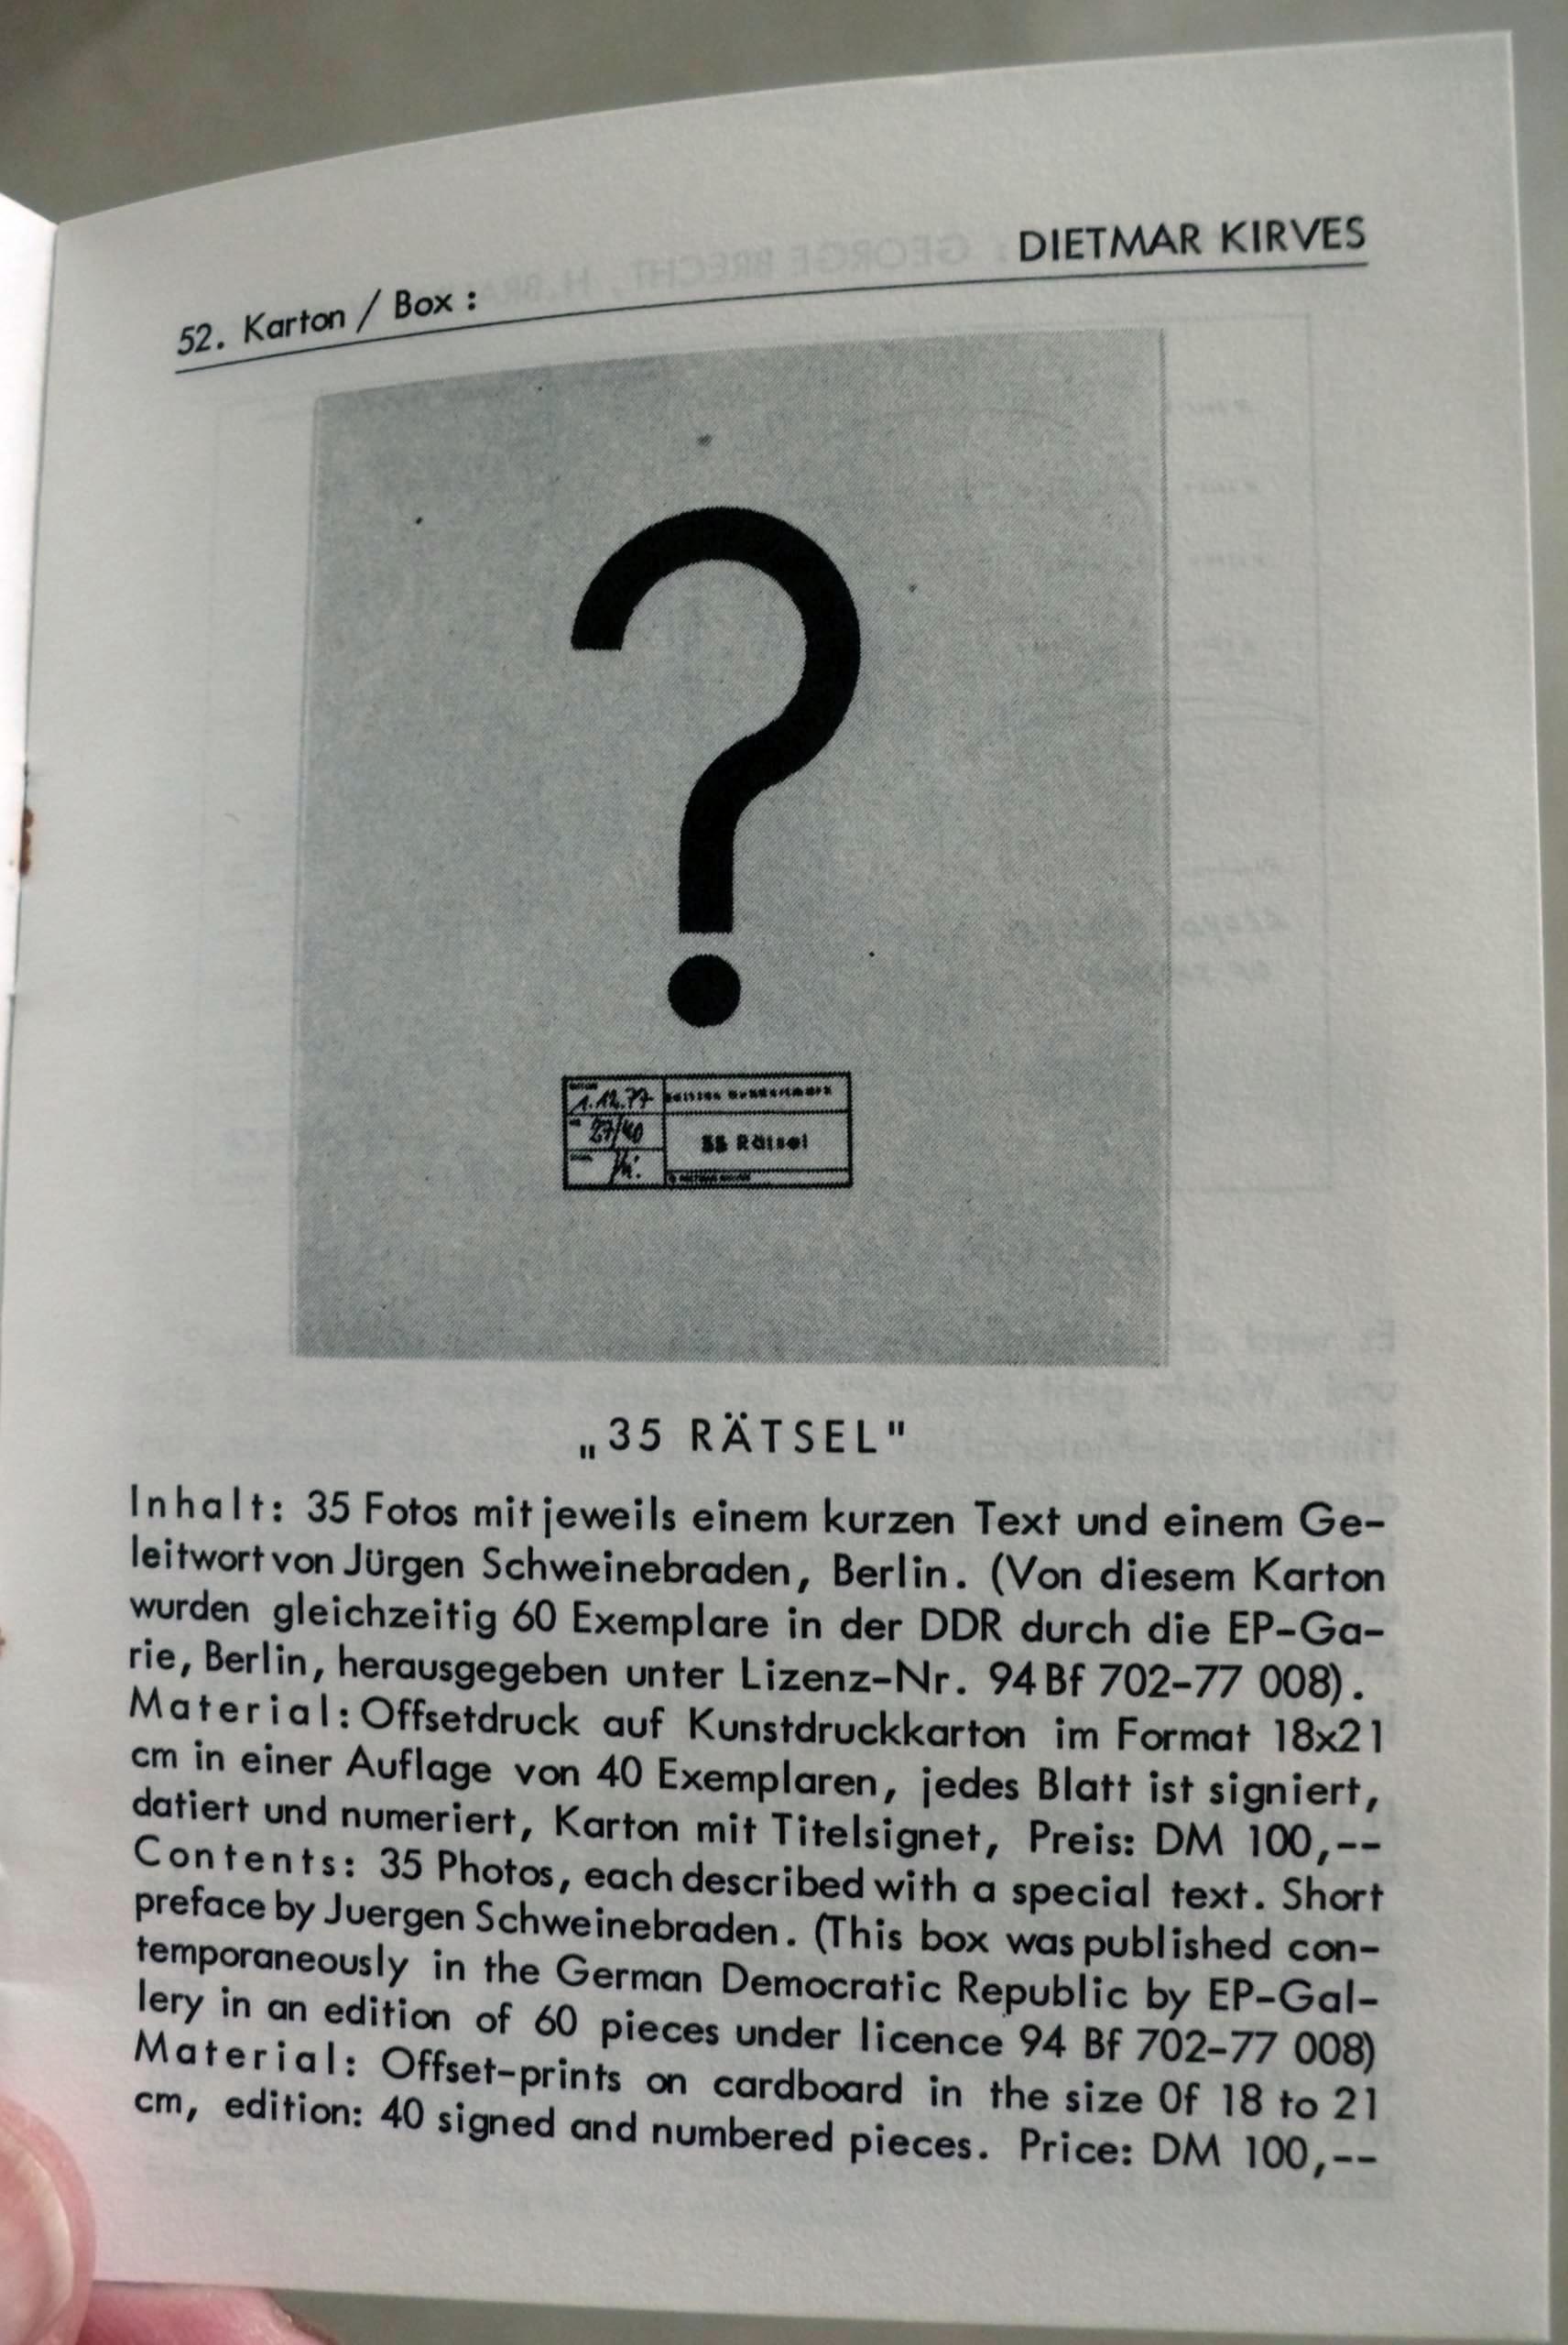 DIETMAR KIRVES
52. Karton / Box :
?
1.12.77
27/40
35 Rätsel
„35 RÄTSEL"
Inhalt: 35 Fotos mit jeweils einem kurzen Text und einem Ge-
leitwort von Jürgen Schweinebraden, Berlin. (Von diesem Karton
wurden gleichzeitig 60 Exemplare in der DDR durch die EP-Ga-
rie, Berlin, herausgegeben unter Lizenz-Nr. 94 Bf 702-77 008).
Material: Offsetdruck auf Kunstdruckkarton im Format 18x21
cm in einer Auflage von 40 Exemplaren, jedes Blatt ist signiert,
datiert und numeriert, Karton mit Titelsignet, Preis: DM 100,--
Contents: 35 Photos, each described with a special text. Short
preface by Juergen Schweinebraden. (This box was published con-
temporaneously in the German Democratic Republic by EP-Gal-
lery in an edition of 60 pieces under licence 94 Bf 702-77 008)
Material: Offset-prints on cardboard in the size Of 18 to 21
cm, edition: 40 signed and numbered pieces. Price: DM 100,--